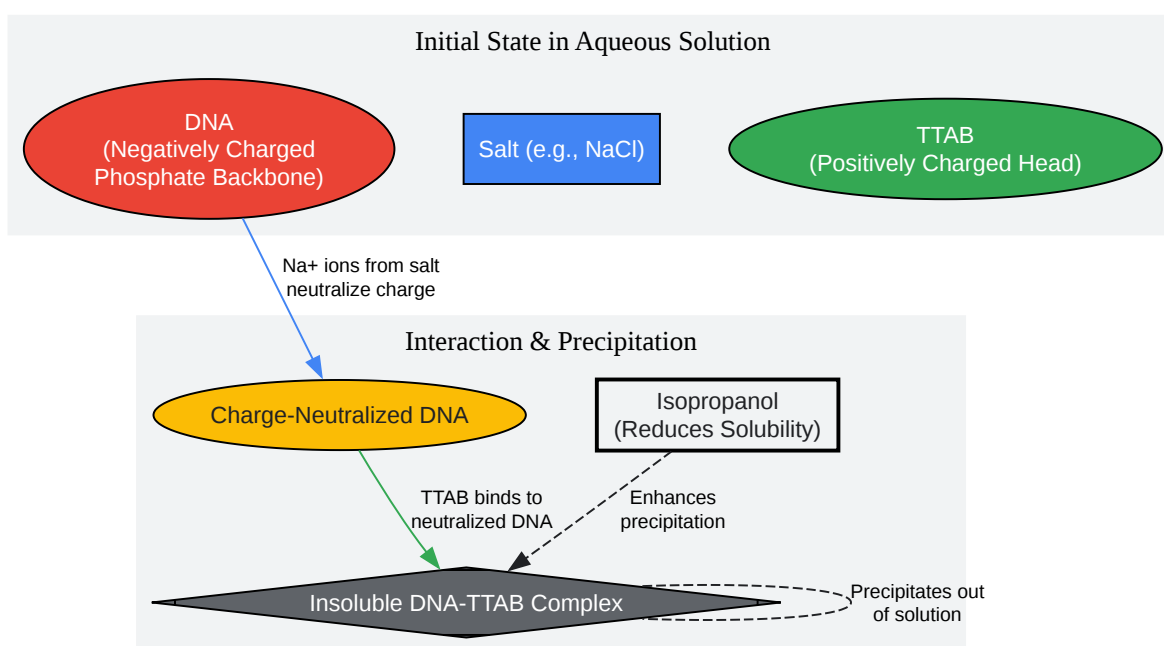 Initial State in Aqueous Solution
DNA
(Negatively Charged
Phosphate Backbone)
Salt (e.g., NaCl)
TTAB
(Positively Charged Head)
Na+ ions from salt
neutralize charge
Interaction & Precipitation
Charge-Neutralized DNA
Isopropanol
(Reduces Solubility)
TTAB binds to
neutralized DNA
Enhances
precipitation
Insoluble DNA-TTAB Complex
Precipitates out
of solution